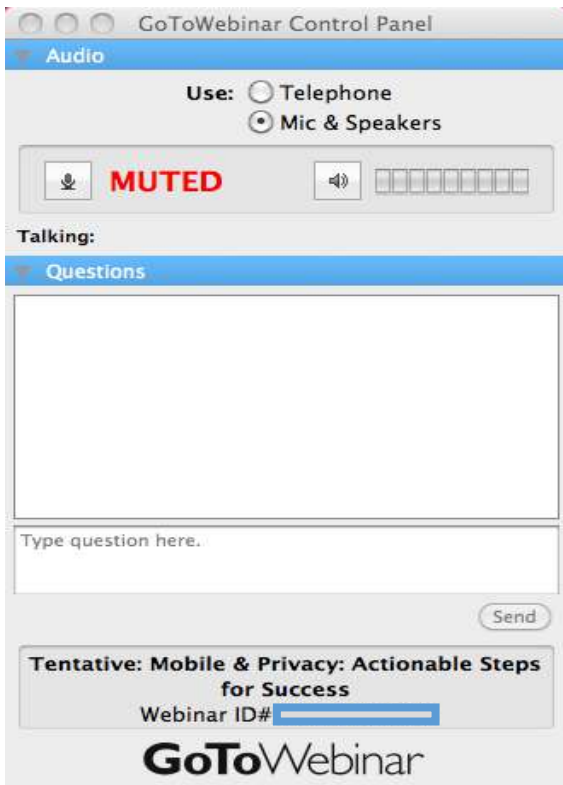 GoToWebinar Control Panel
Audio
Use: Telephone
Mic & Speakers
MUTED
Talking:
Questions
Type question here.
Send
Tentative: Mobile & Privacy: Actionable Steps
for Success
Webinar ID#
GoToWebinar